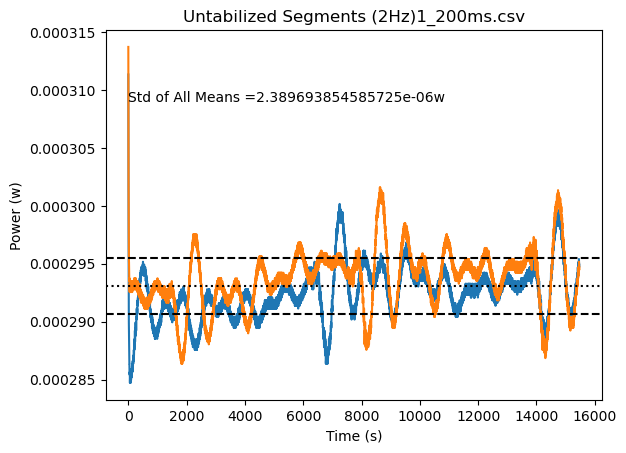 Untabilized Segments (2Hz)1_200ms.csv
0.000315
0.000310
Std of All Means =2.389693854585725e-06w
0.000305
Power (w)
0.000300
0.000295
0.000290
0.000285
0 2000 4000 6000 8000 10000 12000 14000 16000
Time (s)